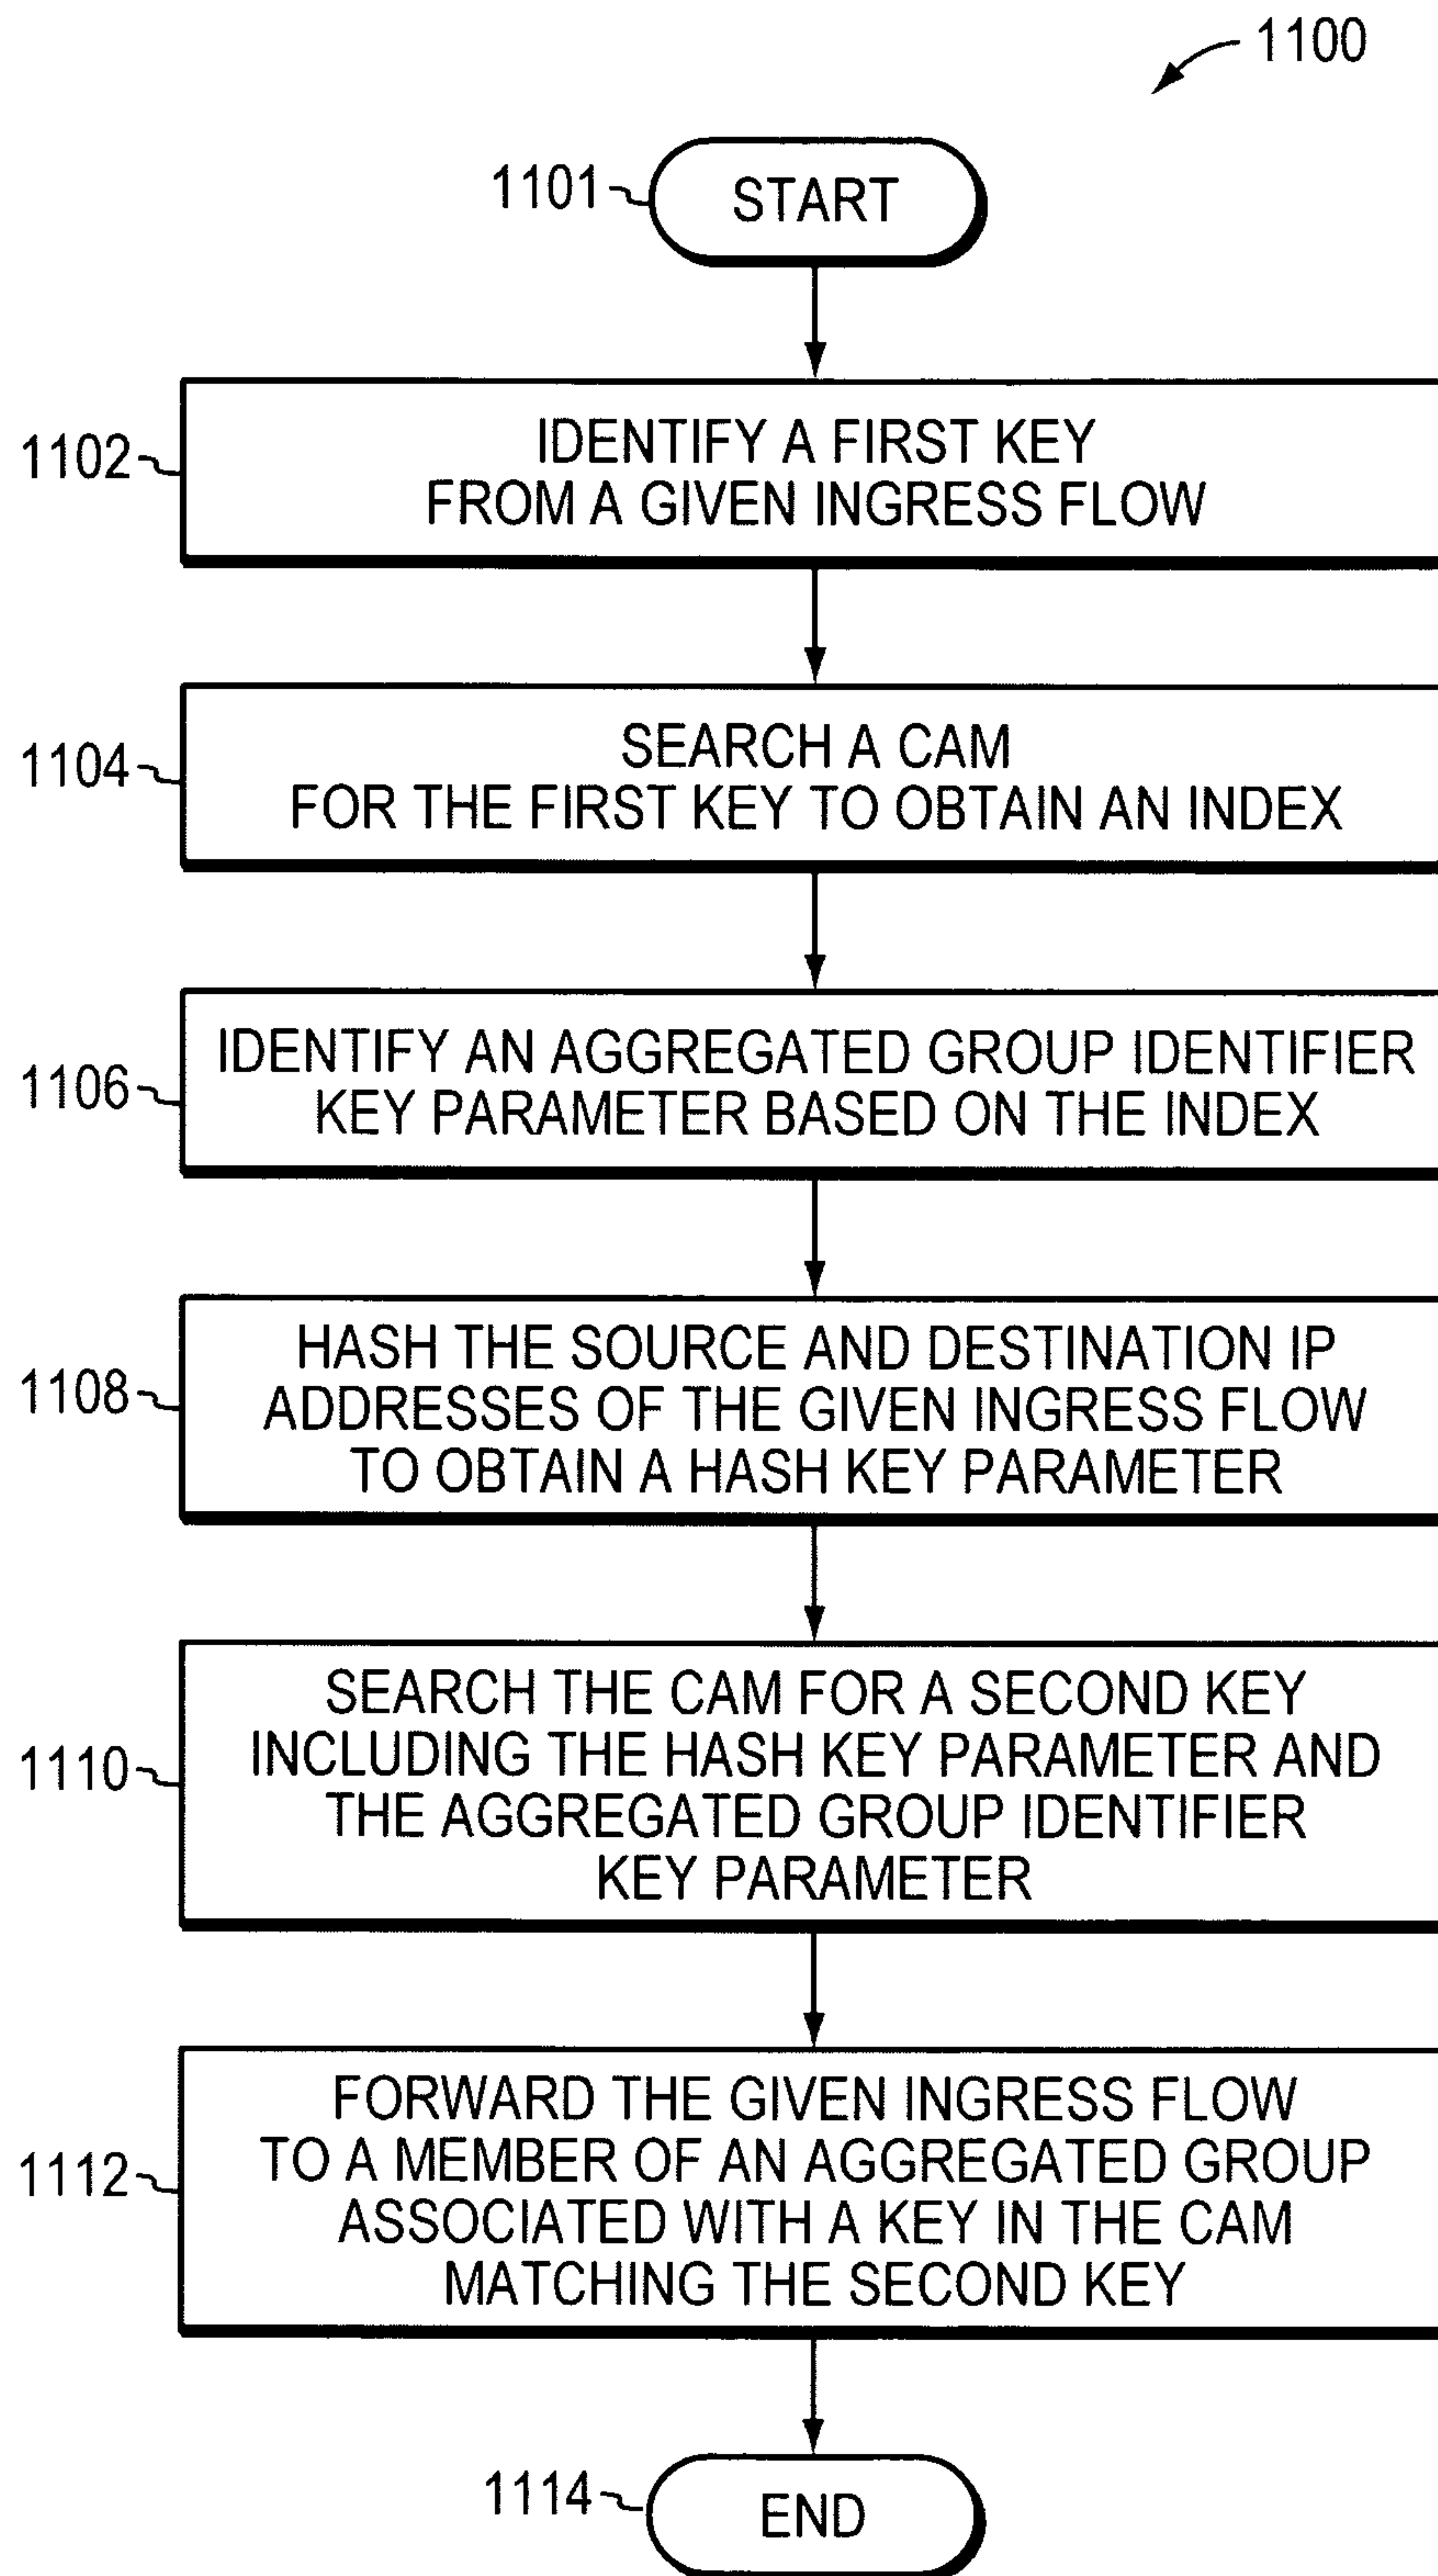 1100
1101
START
1102
IDENTIFY A FIRST KEY
FROM A GIVEN INGRESS FLOW
1104
SEARCH A CAM
FOR THE FIRST KEY TO OBTAIN AN INDEX
1106
IDENTIFY AN AGGREGATED GROUP IDENTIFIER
KEY PARAMETER BASED ON THE INDEX
1108
HASH THE SOURCE AND DESTINATION IP
ADDRESSES OF THE GIVEN INGRESS FLOW
TO OBTAIN A HASH KEY PARAMETER
1110
SEARCH THE CAM FOR A SECOND KEY
INCLUDING THE HASH KEY PARAMETER AND
THE AGGREGATED GROUP IDENTIFIER
KEY PARAMETER
1112
FORWARD THE GIVEN INGRESS FLOW
TO A MEMBER OF AN AGGREGATED GROUP
ASSOCIATED WITH A KEY IN THE CAM
MATCHING THE SECOND KEY
1114
END